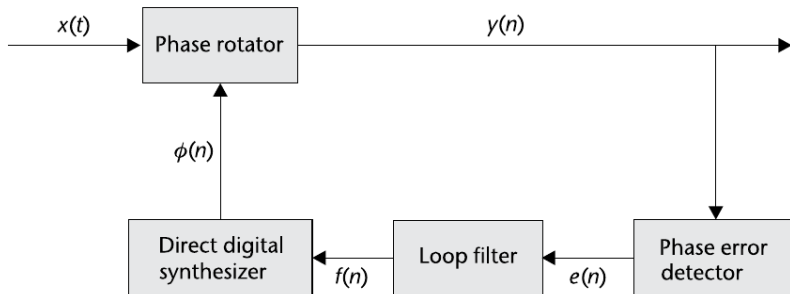 x(t)
Phase rotator
y(n)
ϕ(n)
Direct digital
synthesizer
f(n)
Loop filter
e(n)
Phase error
detector